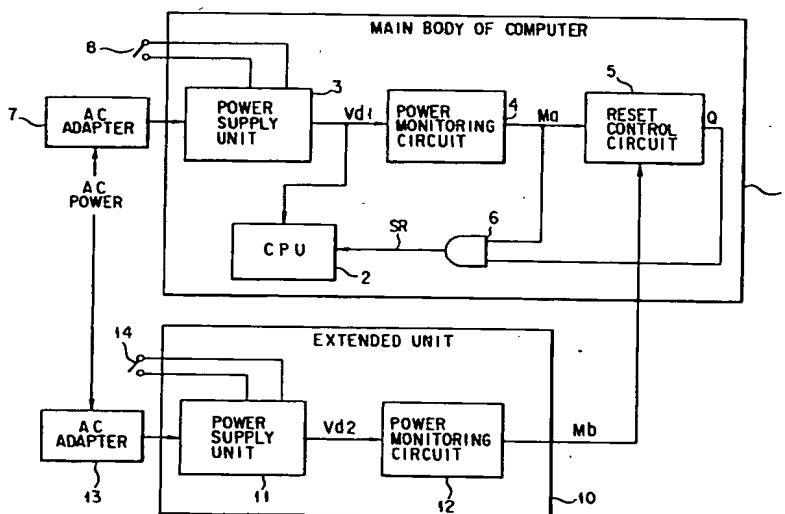 MAIN BODY OF COMPUTER
8
3
5
7
AC
ADAPTER
POWER
SUPPLY
UNIT
Vd1
POWER
MONITORING
CIRCUIT
4
Ma
RESET
CONTROL
CIRCUIT
Q
AC
POWER
CPU
2
SR
6
14
EXTENDED UNIT
AC
ADAPTER
13
POWER
SUPPLY
UNIT
11
Vd2
POWER
MONITORING
CIRCUIT
12
Mb
10